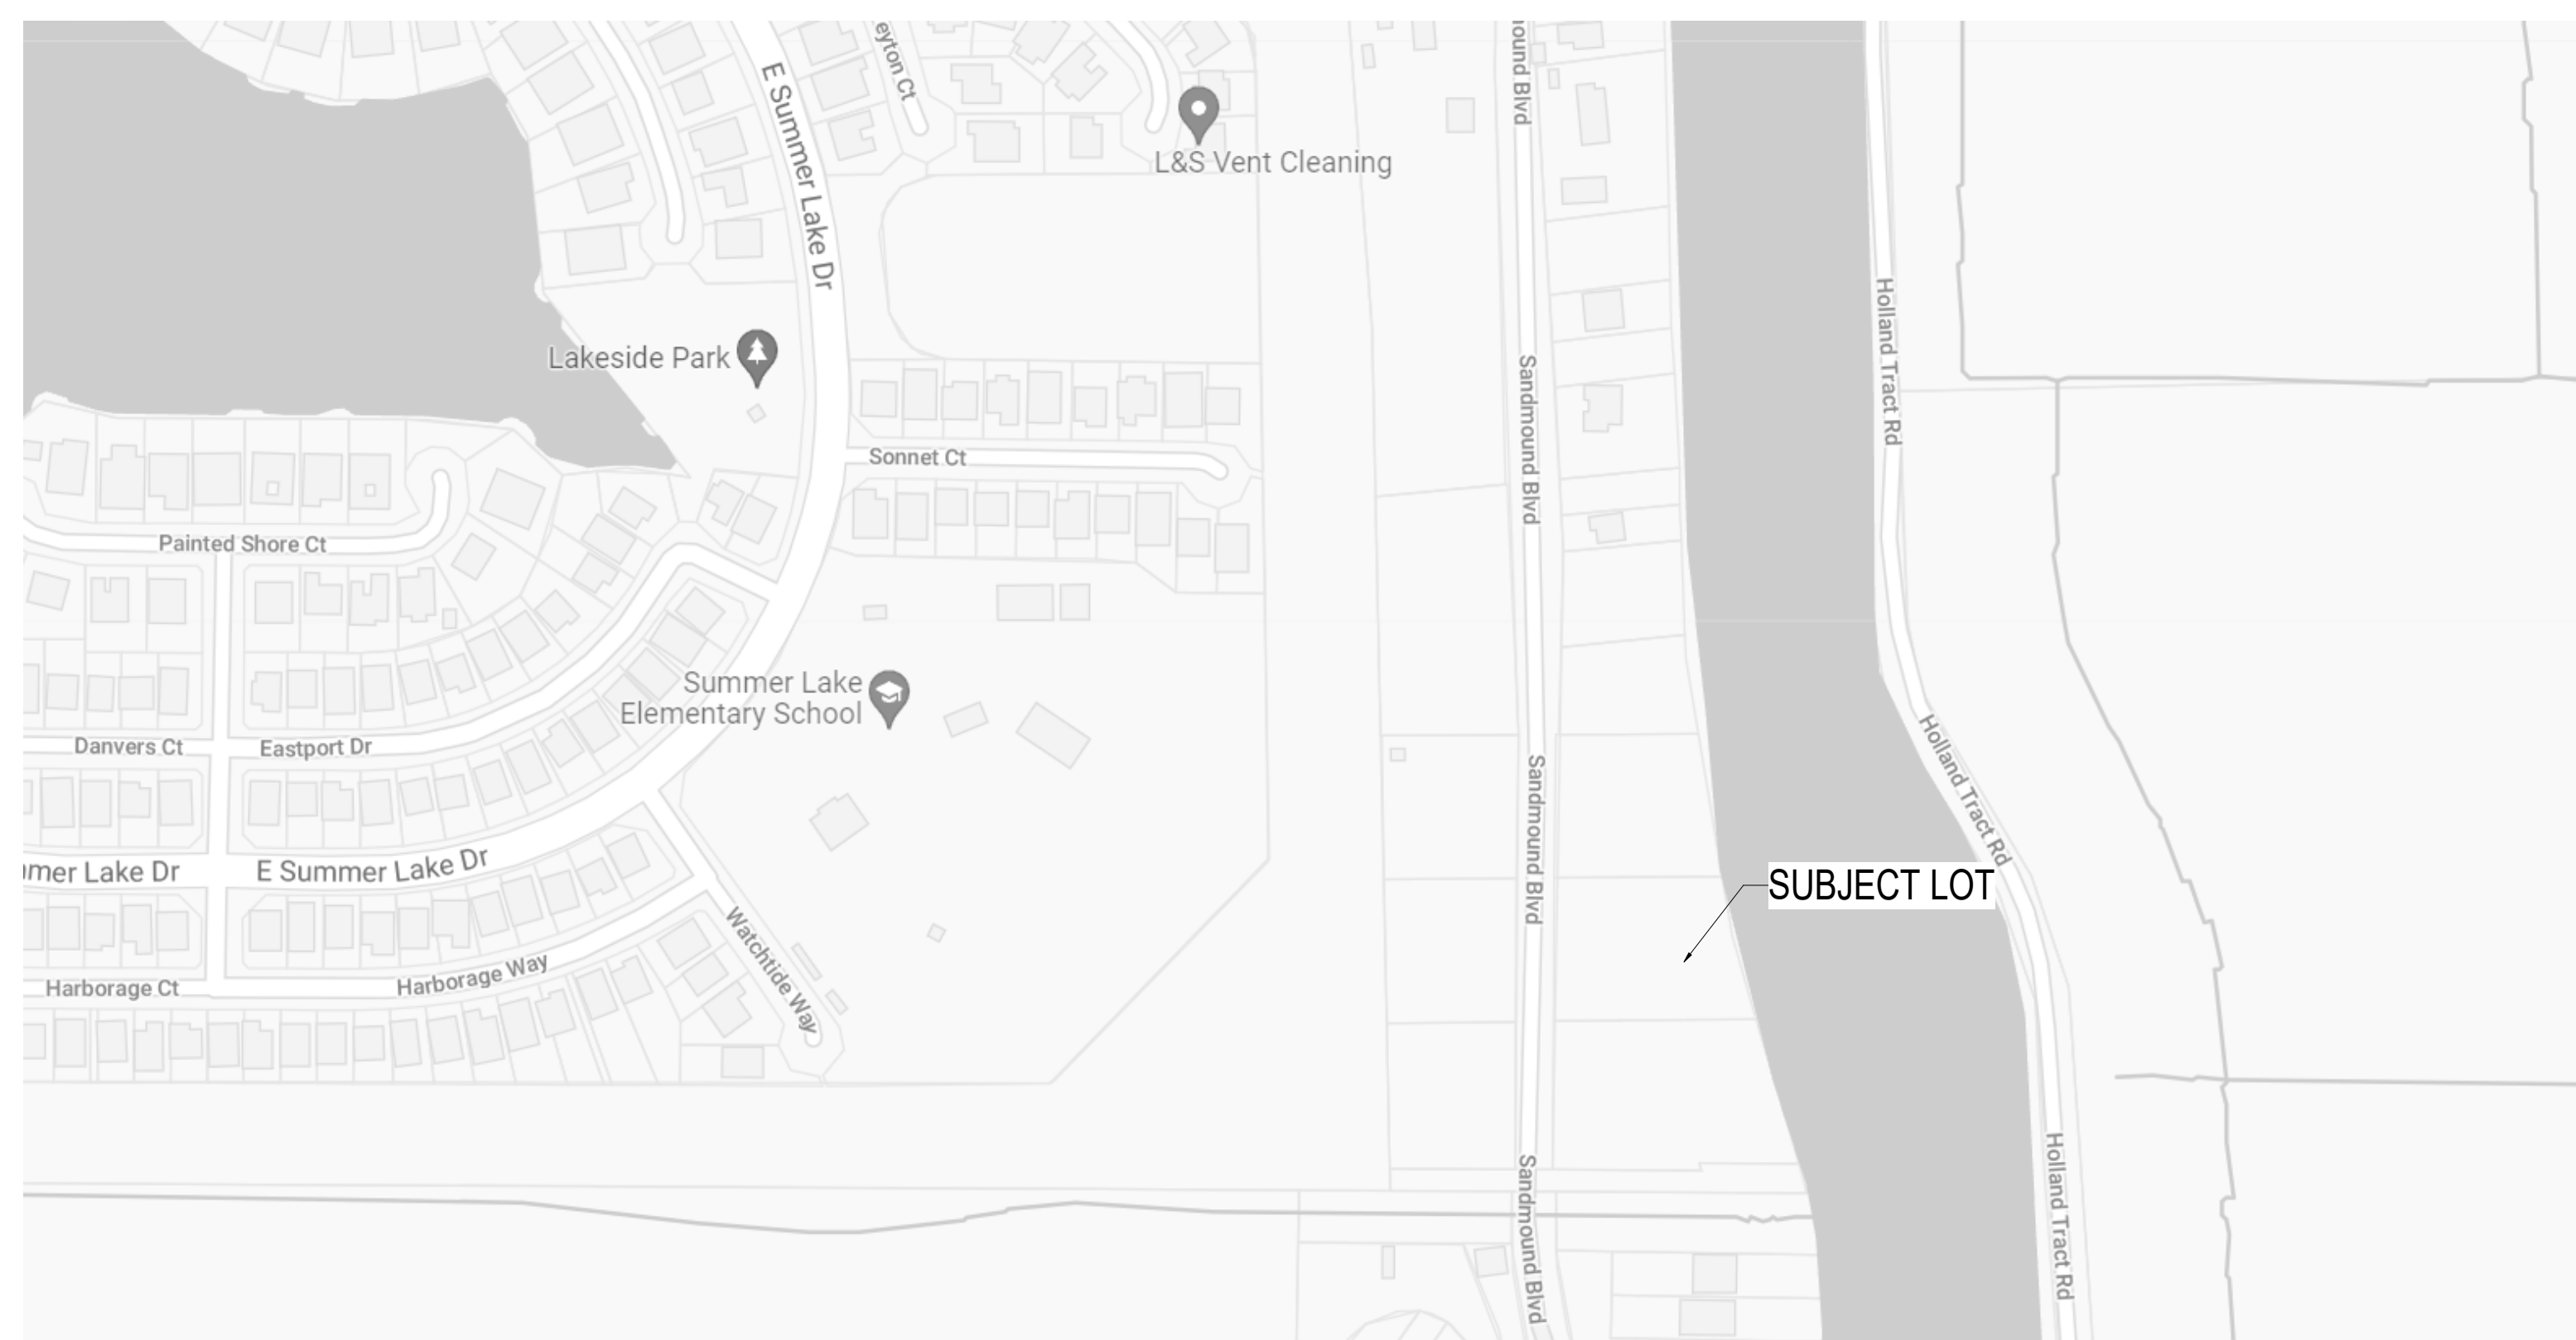 eyton Ct
ound Blvd
E Summer Lake Dr
L&S Vent Cleaning
Lakeside Park
Holland Tract Rd
Sandmound Blvd
Sonnet Ct
Painted Shore Ct
Summer Lake
Elementary School
Danvers Ct
Eastport Dr
Holland Tract Rd
Sandmound Blvd
mer Lake Dr
E Summer Lake Dr
SUBJECT LOT
Watchtide Way
Harborage Ct
Harborage Way
Sandmound Blvd
Holland Tract Rd